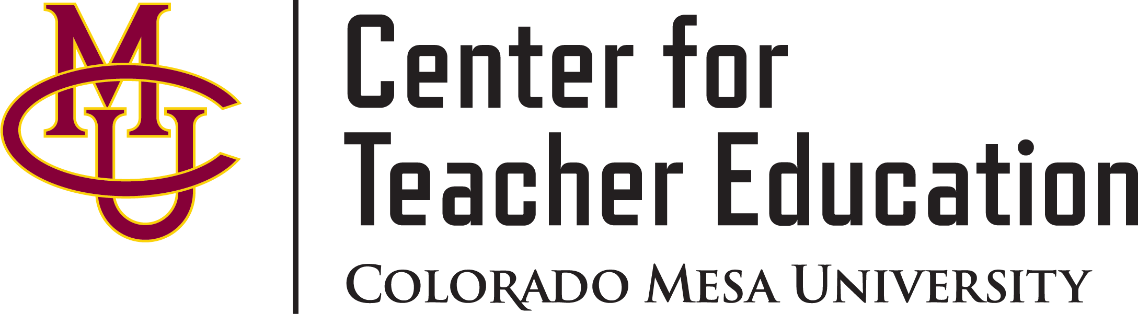 MCU
Center for
Teacher Education
COLORADO MESA UNIVERSITY